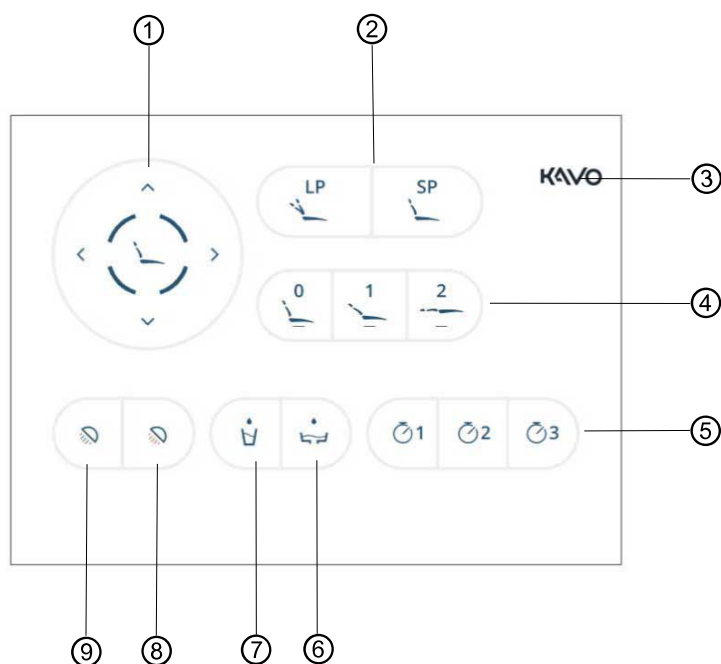 ① ②
LP SP
KAVO ③
0 1 2 ④
1 2 3 ⑤
⑨ ⑧ ⑦ ⑥